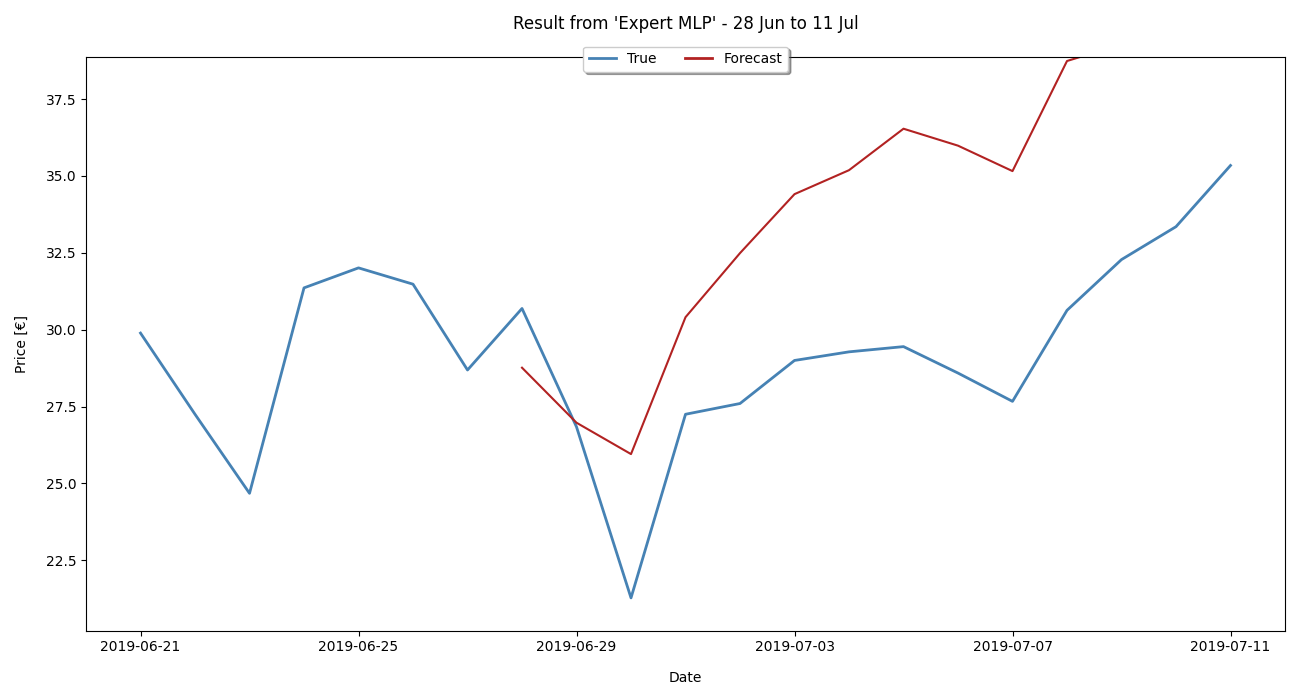 Result from 'Expert MLP' - 28 Jun to 11 Jul
True Forecast
37.5
35.0
32.5
30.0
27.5
25.0
22.5
Price [€]
2019-06-21 2019-06-25 2019-06-29 2019-07-03 2019-07-07 2019-07-11
Date